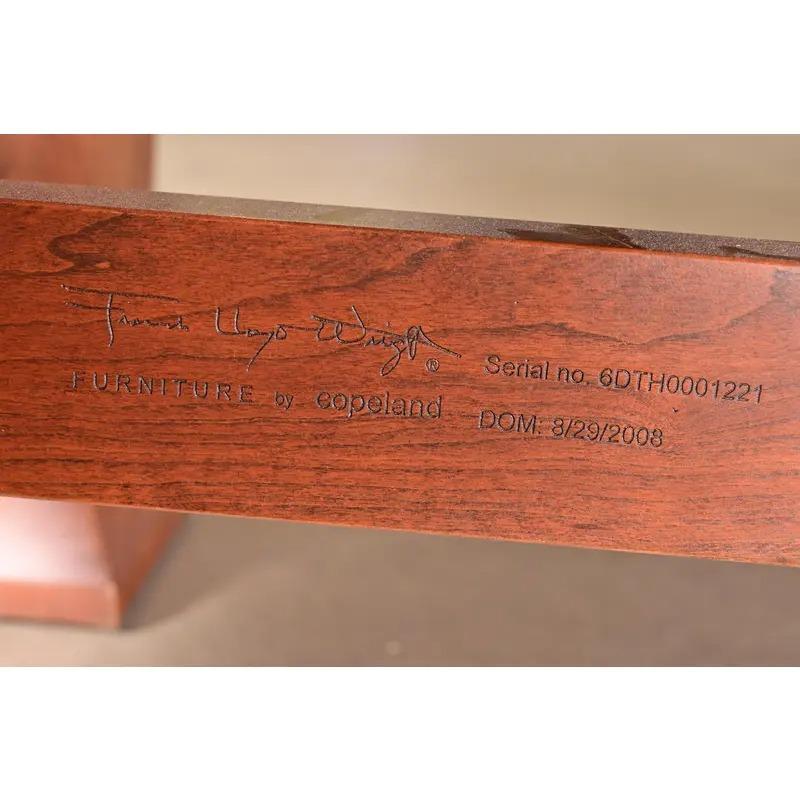 Frank Lloyd Wright®
FURNITURE by copeland
Serial no. 6DTH0001221
DOM: 8/29/2008